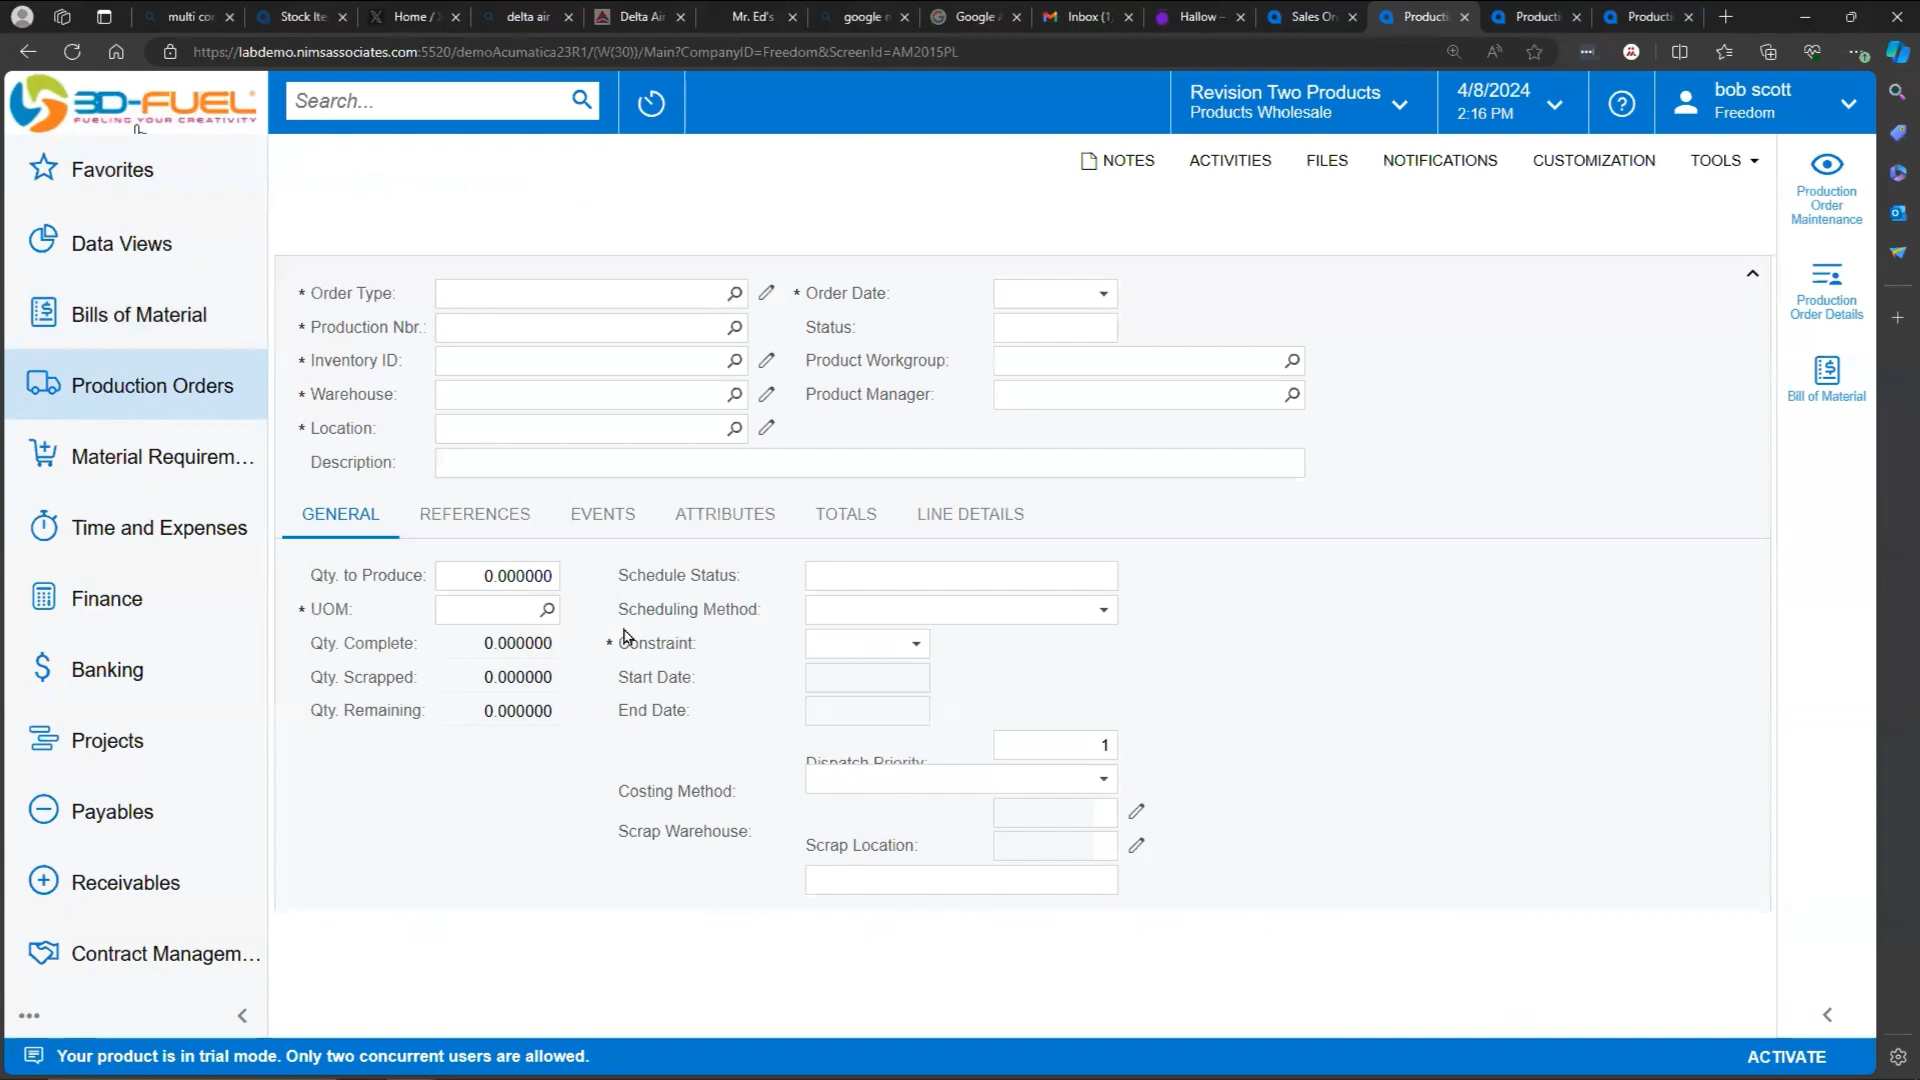 multi cor
Stock Ite
Home /
delta air
Delta Air
Mr. Ed's
google
Google
Inbox (1
Hallow -
Sales Or
Product
Product
Product
https://labdemo.nimsassociates.com:5520/demoAcumatica23R1/(W(30))/Main?CompanyID=Freedom&ScreenId=AM2015PL
3D-FUEL
FUELING YOUR CREATIVITY
Search...
Revision Two Products
Products Wholesale
4/8/2024
2:16 PM
bob scott
Freedom
NOTES
ACTIVITIES
FILES
NOTIFICATIONS
CUSTOMIZATION
TOOLS
Favorites
Data Views
Bills of Material
Production Orders
Material Requirem...
Time and Expenses
Finance
Banking
Projects
Payables
Receivables
Contract Managem...
* Order Type:
* Order Date:
* Production Nbr.:
Status:
* Inventory ID:
Product Workgroup:
* Warehouse:
Product Manager:
* Location:
Description:
GENERAL
REFERENCES
EVENTS
ATTRIBUTES
TOTALS
LINE DETAILS
Qty. to Produce:
0.000000
Schedule Status:
* UOM:
Scheduling Method:
Qty. Complete:
0.000000
* Constraint:
Qty. Scrapped:
0.000000
Start Date:
Qty. Remaining:
0.000000
End Date:
Dispatch Priority:
1
Costing Method:
Scrap Warehouse:
Scrap Location:
Production
Order
Maintenance
Production
Order Details
Bill of Material
Your product is in trial mode. Only two concurrent users are allowed.
ACTIVATE